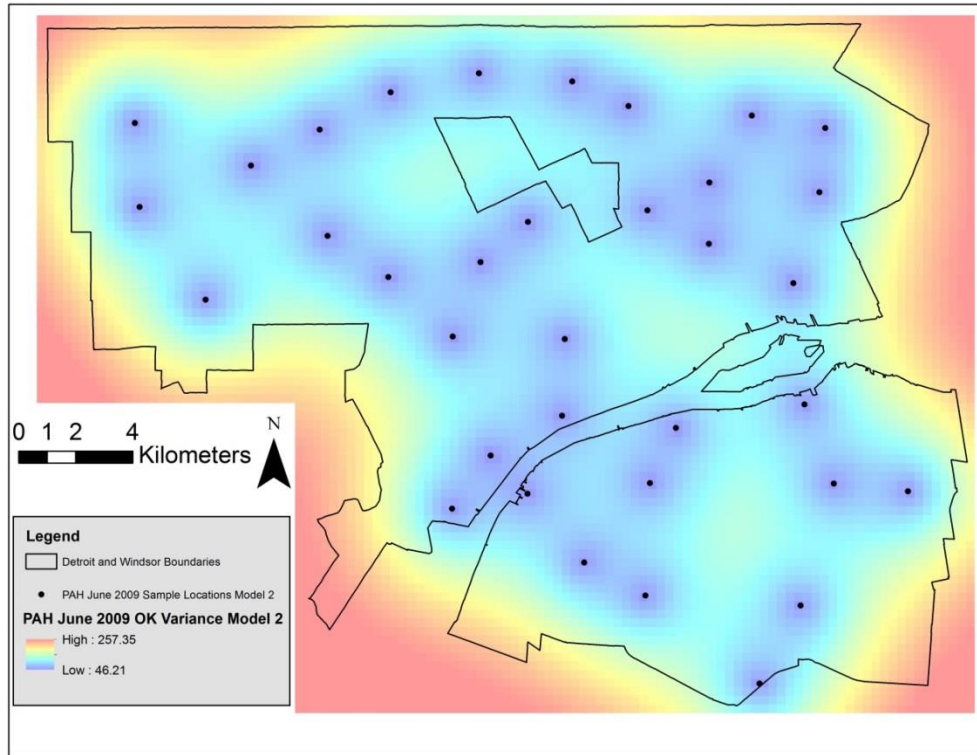 N
0 1 2 4
Kilometers
Legend
Detroit and Windsor Boundaries
PAH June 2009 Sample Locations Model 2
PAH June 2009 OK Variance Model 2
High : 257.35
Low : 46.21